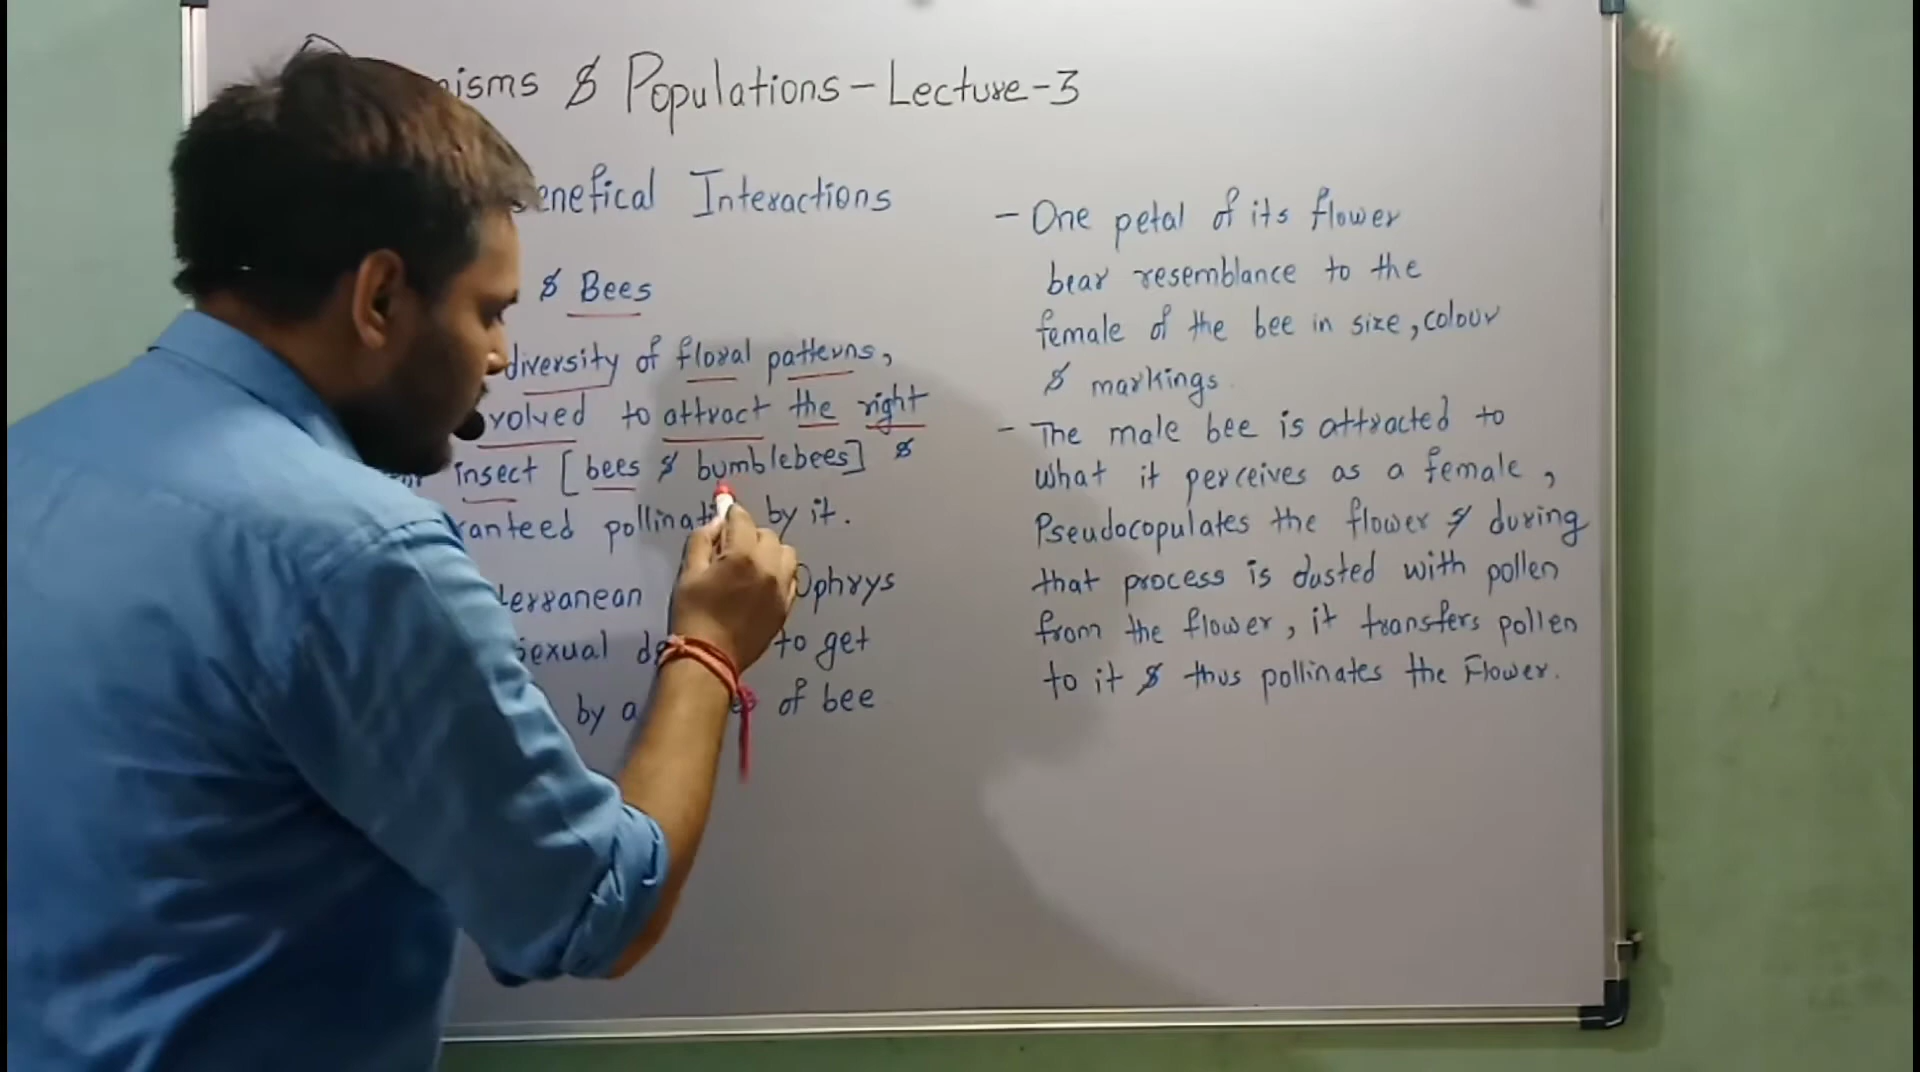 isms & Populations - Lecture-3
enefical Interactions
& Bees
diversity of floral patterns,
volved to attract the right
insect [bees & bumblebees] &
ranteed pollinati by it.
terranean Ophrys
sexual to get
by a of bee
- One petal of its flower
bear resemblance to the
female of the bee in size, colour
& markings.
- The male bee is attracted to
what it perceives as a female,
Pseudocopulates the flower & during
that process is dusted with pollen
from the flower, it transfers pollen
to it & thus pollinates the Flower.